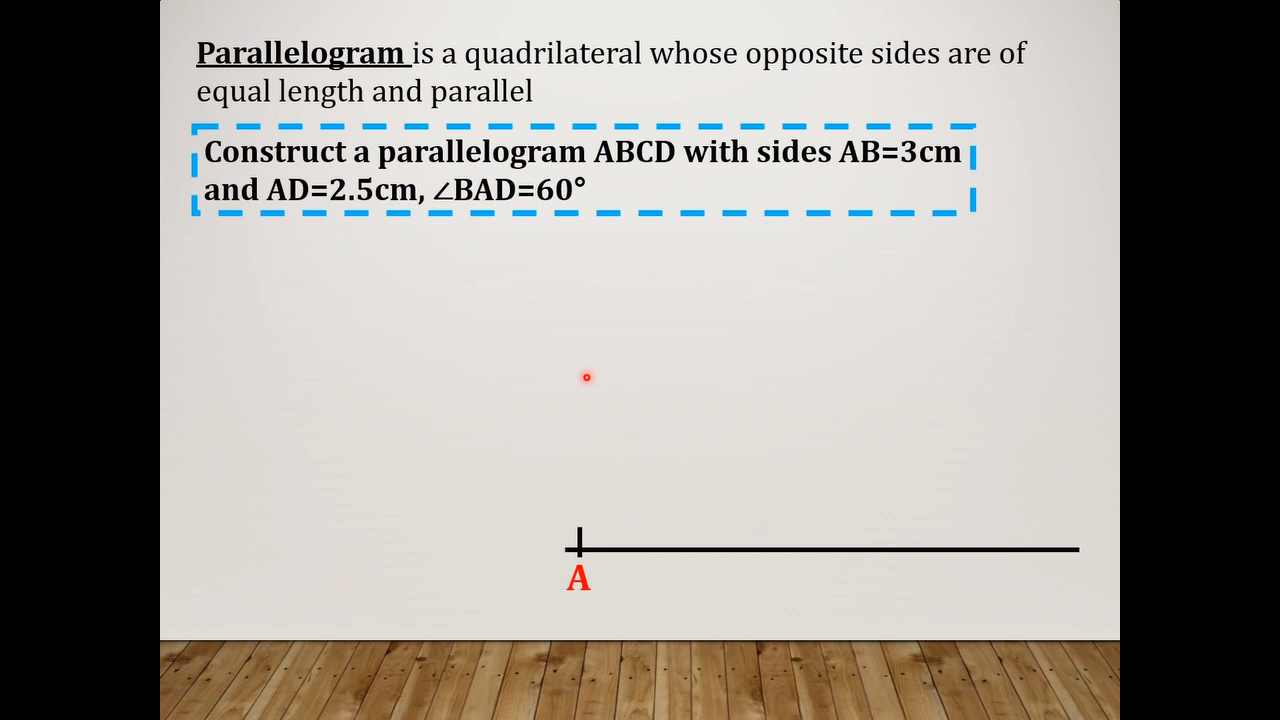 Parallelogram is a quadrilateral whose opposite sides are of
equal length and parallel
Construct a parallelogram ABCD with sides AB=3cm
and AD=2.5cm, ∠BAD=60°
A